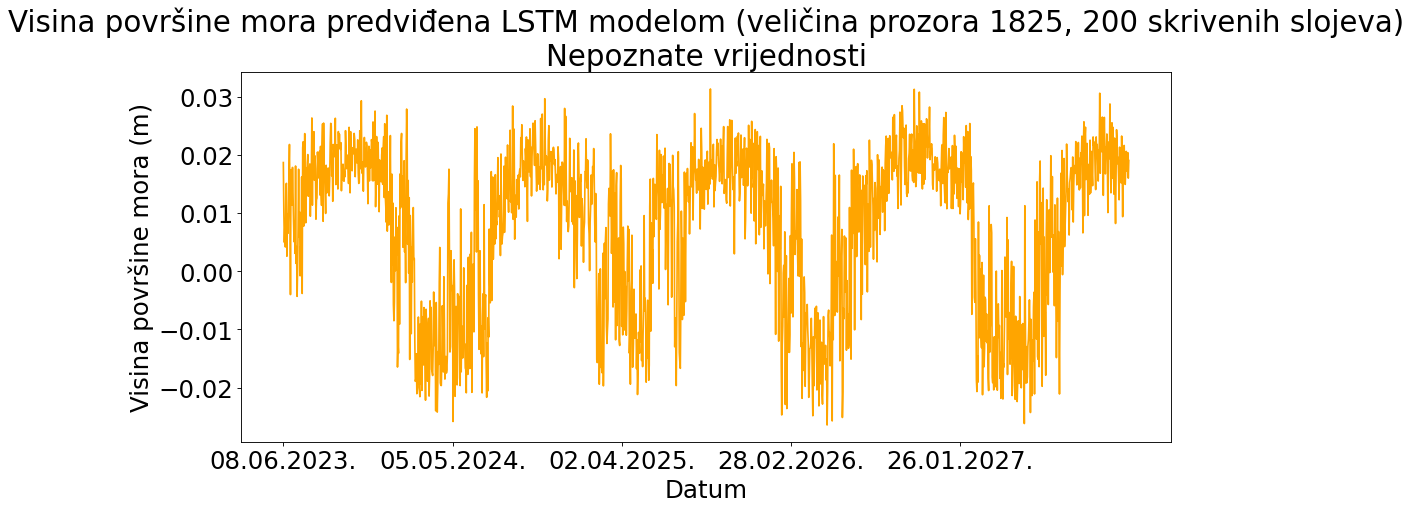 Visina površine mora predviđena LSTM modelom (veličina prozora 1825, 200 skrivenih slojeva)
Nepoznate vrijednosti
Visina površine mora (m)
0.03
0.02
0.01
0.00
−0.01
−0.02
08.06.2023. 05.05.2024. 02.04.2025. 28.02.2026. 26.01.2027.
Datum